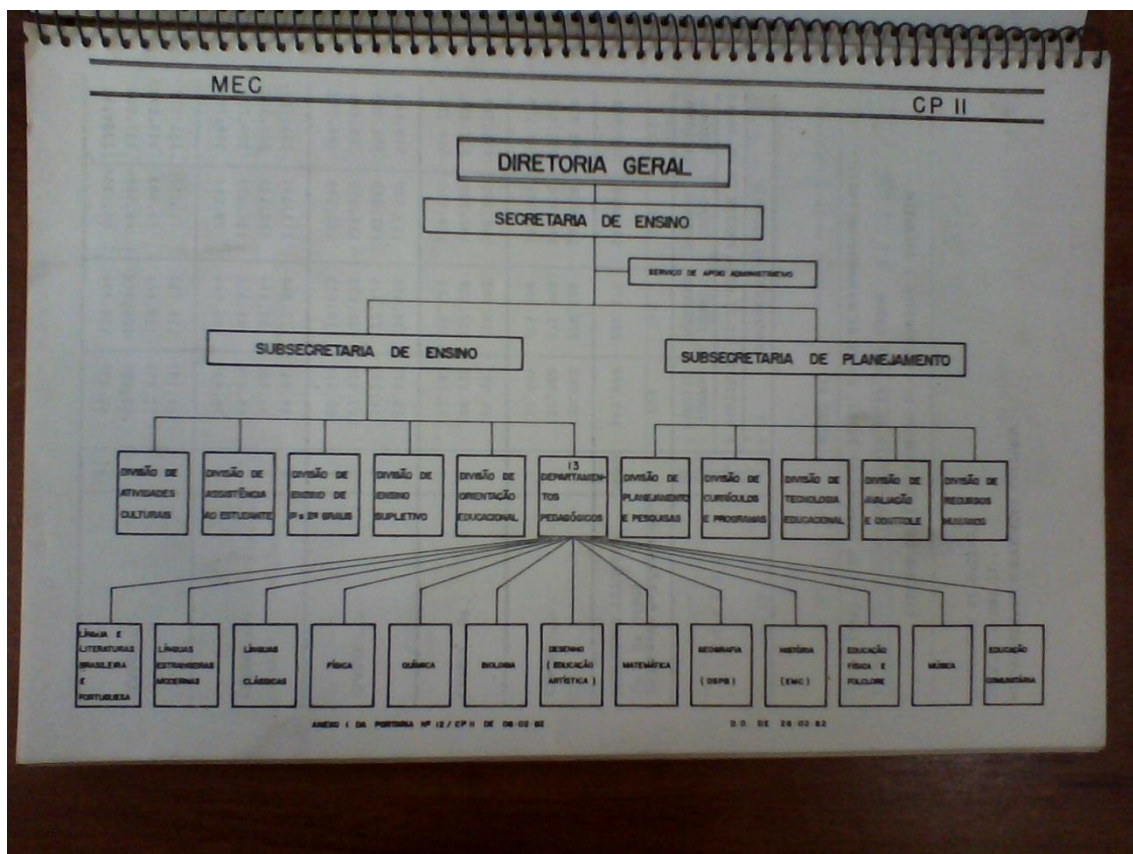 MEC
CP II
DIRETORIA GERAL
SECRETARIA DE ENSINO
SERVIÇO DE APOIO ADMINISTRATIVO
SUBSECRETARIA DE ENSINO
SUBSECRETARIA DE PLANEJAMENTO
DIVISÃO DE
ATIVIDADES
CULTURAIS
DIVISÃO DE
ASSISTÊNCIA
AO ESTUDANTE
DIVISÃO DE
ENSINO DE
1º e 2º GRAUS
DIVISÃO DE
ENSINO
SUPLETIVO
DIVISÃO DE
ORIENTAÇÃO
EDUCACIONAL
13
DEPARTAMEN-
TOS
PEDAGÓGICOS
DIVISÃO DE
PLANEJAMENTO
E PESQUISAS
DIVISÃO DE
CURRÍCULOS
E PROGRAMAS
DIVISÃO DE
TECNOLOGIA
EDUCACIONAL
DIVISÃO DE
AVALIAÇÃO
E CONTROLE
DIVISÃO DE
RECURSOS
HUMANOS
LÍNGUA E
LITERATURAS
BRASILEIRA
E
PORTUGUESA
LÍNGUAS
ESTRANGEIRAS
MODERNAS
LÍNGUAS
CLÁSSICAS
FÍSICA
QUÍMICA
BIOLOGIA
DESENHO
( EDUCAÇÃO
ARTÍSTICA )
MATEMÁTICA
GEOGRAFIA
( OSPB )
HISTÓRIA
( EMC )
EDUCAÇÃO
FÍSICA E
FOLCLORE
MÚSICA
EDUCAÇÃO
COMUNITÁRIA
ANEXO I DA PORTARIA Nº 12 / CP II DE 08·02·82
D.O. DE 26·02·82